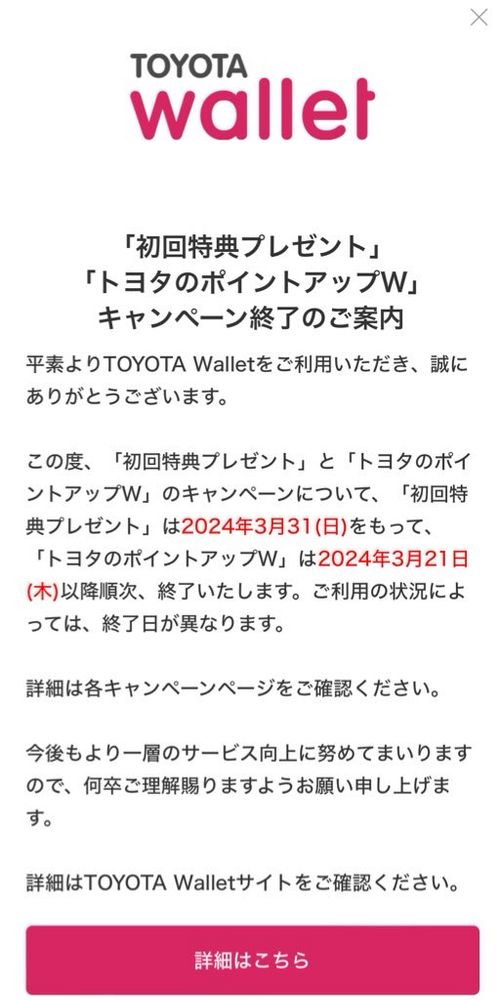 TOYOTA
wallet
「初回特典プレゼント」
「トヨタのポイントアップW」
キャンペーン終了のご案内
平素よりTOYOTA Walletをご利用いただき、誠に
ありがとうございます。
この度、「初回特典プレゼント」と「トヨタのポイ
ントアップW」のキャンペーンについて、「初回特
典プレゼント」は2024年3月31(日)をもって、
「トヨタのポイントアップW」は2024年3月21日
(木)以降順次、終了いたします。ご利用の状況によ
っては、終了日が異なります。
詳細は各キャンペーンページをご確認ください。
今後もより一層のサービス向上に努めてまいります
ので、何卒ご理解賜りますようお願い申し上げま
す。
詳細はTOYOTA Walletサイトをご確認ください。
詳細はこちら